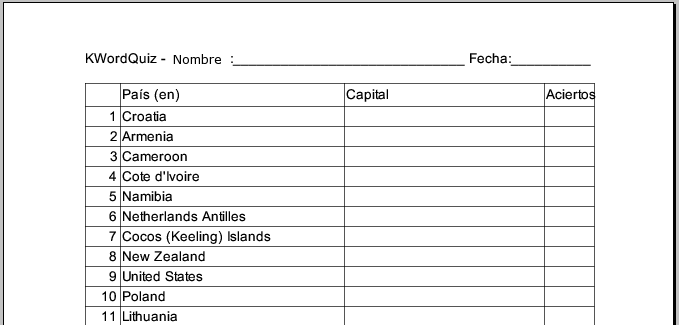 KWordQuiz - Nombre :______________________________ Fecha:__________
País (en) Capital Aciertos
1 Croatia
2 Armenia
3 Cameroon
4 Cote d'Ivoire
5 Namibia
6 Netherlands Antilles
7 Cocos (Keeling) Islands
8 New Zealand
9 United States
10 Poland
11 Lithuania